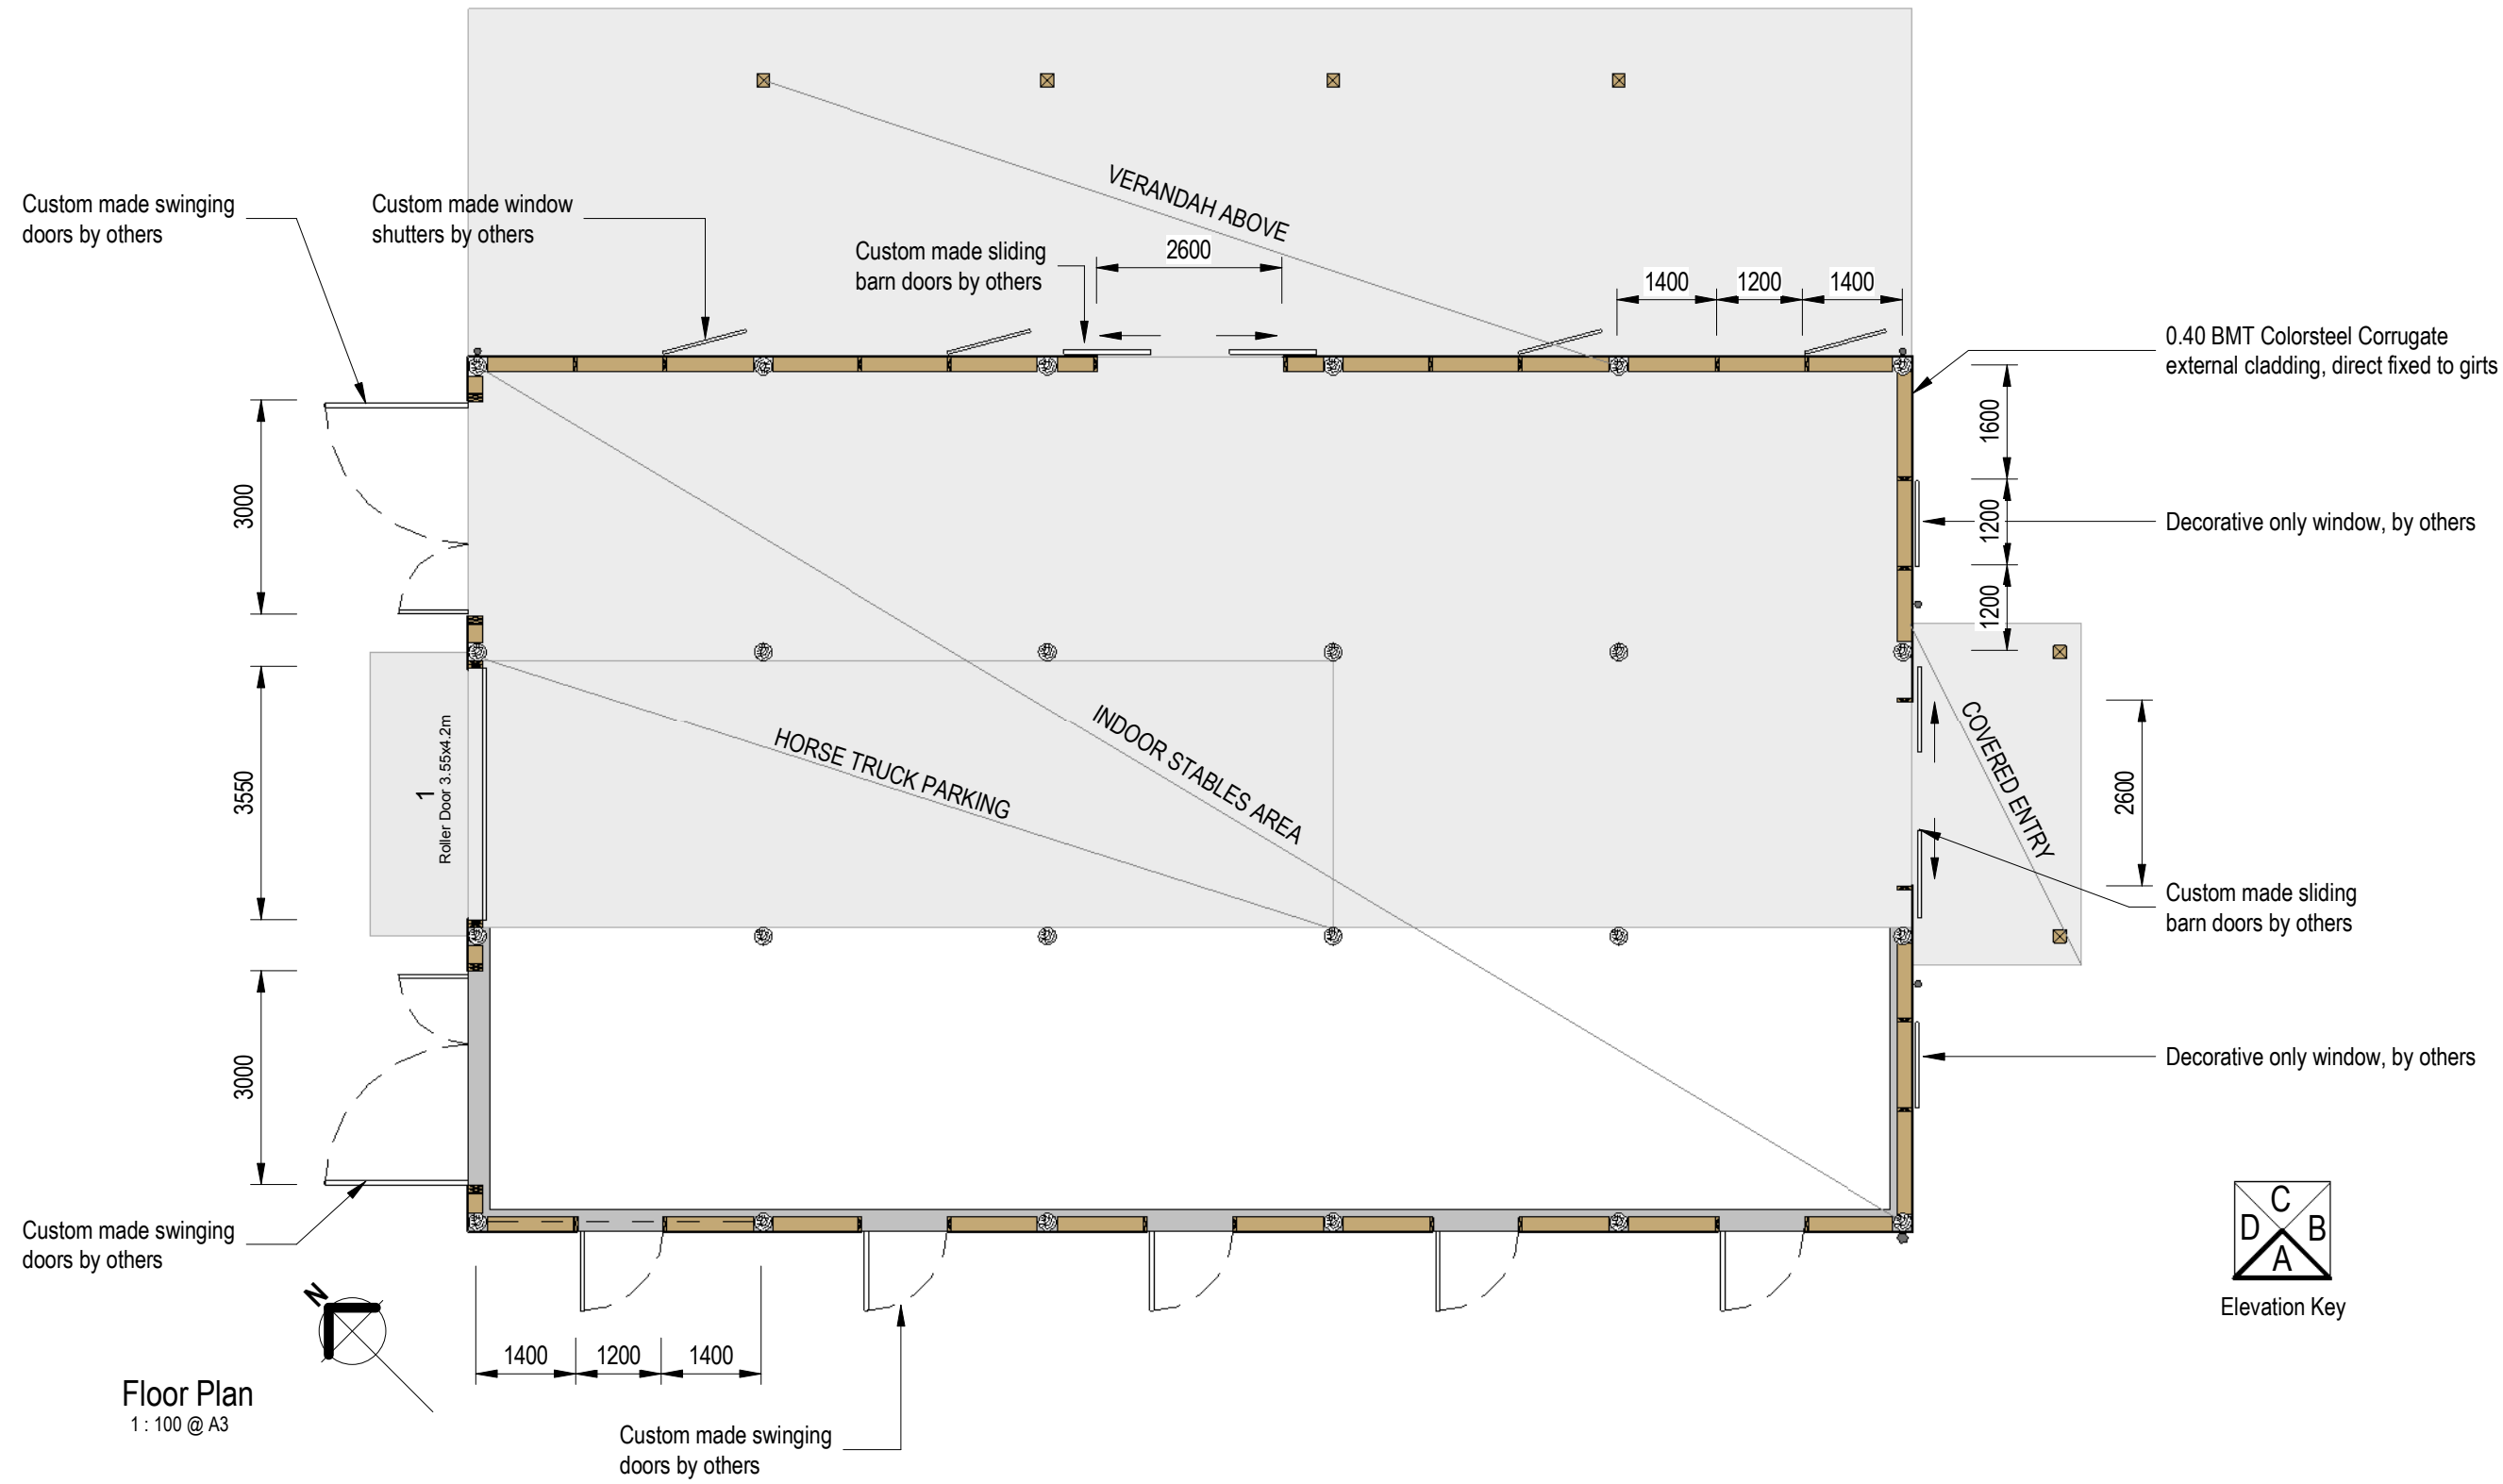 VERANDAH ABOVE
Custom made swinging
doors by others
Custom made window
shutters by others
Custom made sliding
barn doors by others
2600
1400
1200
1400
0.40 BMT Colorsteel Corrugate
external cladding, direct fixed to girts
1600
1200
1200
Decorative only window, by others
3000
3550
1
Roller Door 3.55x4.2m
HORSE TRUCK PARKING
INDOOR STABLES AREA
COVERED ENTRY
2600
Custom made sliding
barn doors by others
3000
Decorative only window, by others
Custom made swinging
doors by others
C
D
B
A
Elevation Key
N
1400
1200
1400
Floor Plan
1 : 100 @ A3
Custom made swinging
doors by others